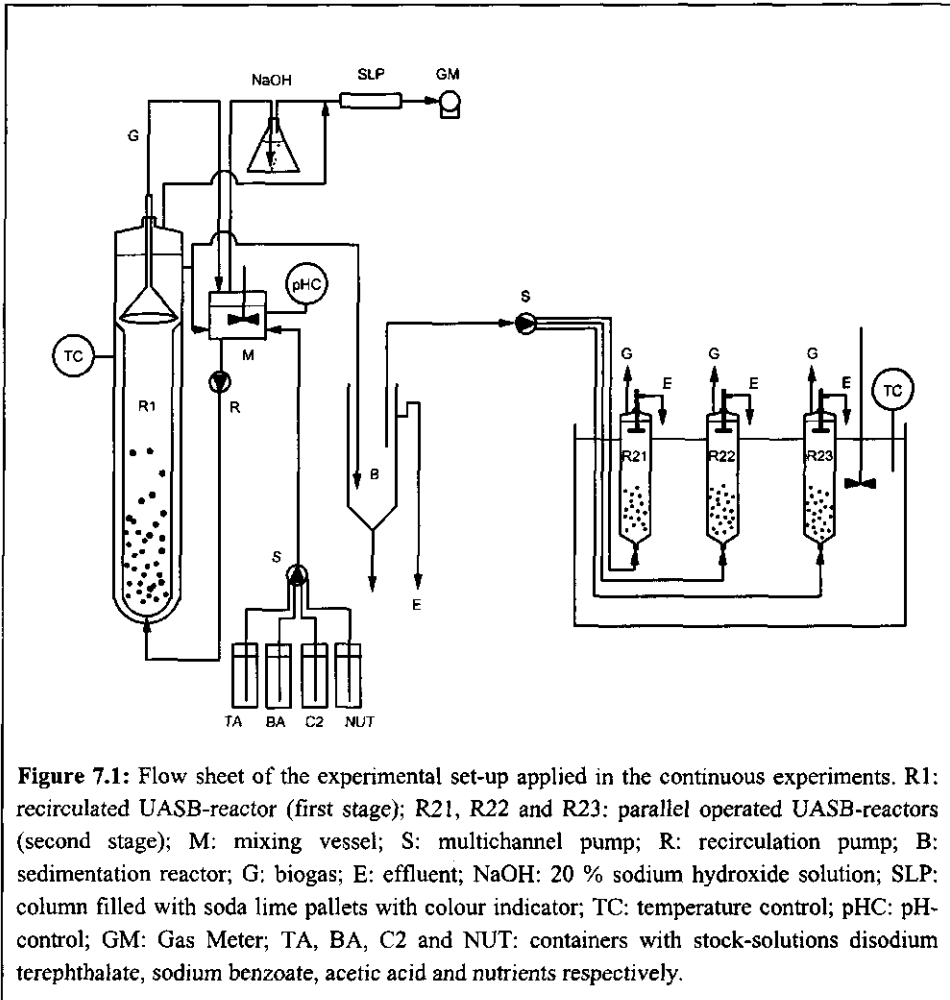 NaOH SLP GM
G
pHC
S
TC
M
G G G
E E E
TC
R
R1
R21 R22 R23
B
S
E
TA BA C2 NUT
Figure 7.1: Flow sheet of the experimental set-up applied in the continuous experiments. R1:
recirculated UASB-reactor (first stage); R21, R22 and R23: parallel operated UASB-reactors
(second stage); M: mixing vessel; S: multichannel pump; R: recirculation pump; B:
sedimentation reactor; G: biogas; E: effluent; NaOH: 20 % sodium hydroxide solution; SLP:
column filled with soda lime pallets with colour indicator; TC: temperature control; pHC: pH-
control; GM: Gas Meter; TA, BA, C2 and NUT: containers with stock-solutions disodium
terephthalate, sodium benzoate, acetic acid and nutrients respectively.